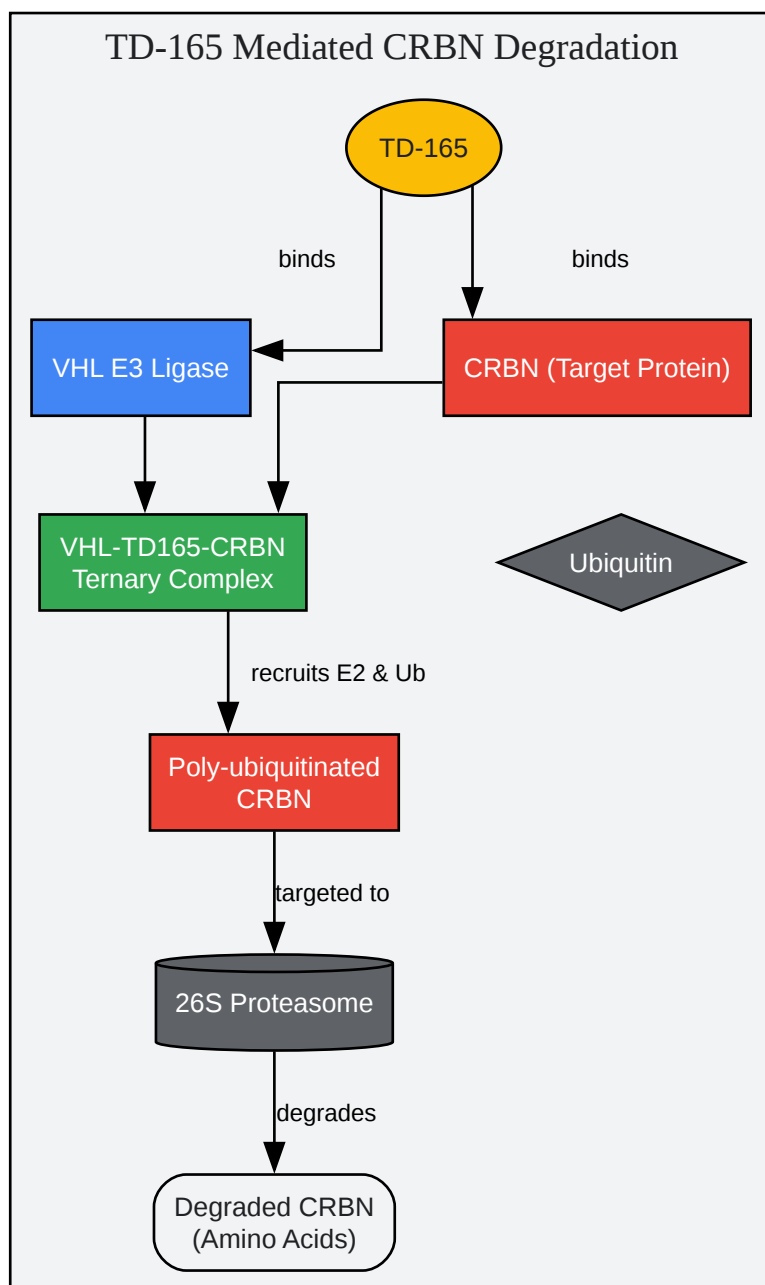 TD-165 Mediated CRBN Degradation
TD-165
binds
binds
VHL E3 Ligase
CRBN (Target Protein)
VHL-TD165-CRBN
Ternary Complex
Ubiquitin
recruits E2 & Ub
Poly-ubiquitinated
CRBN
targeted to
26S Proteasome
degrades
Degraded CRBN
(Amino Acids)